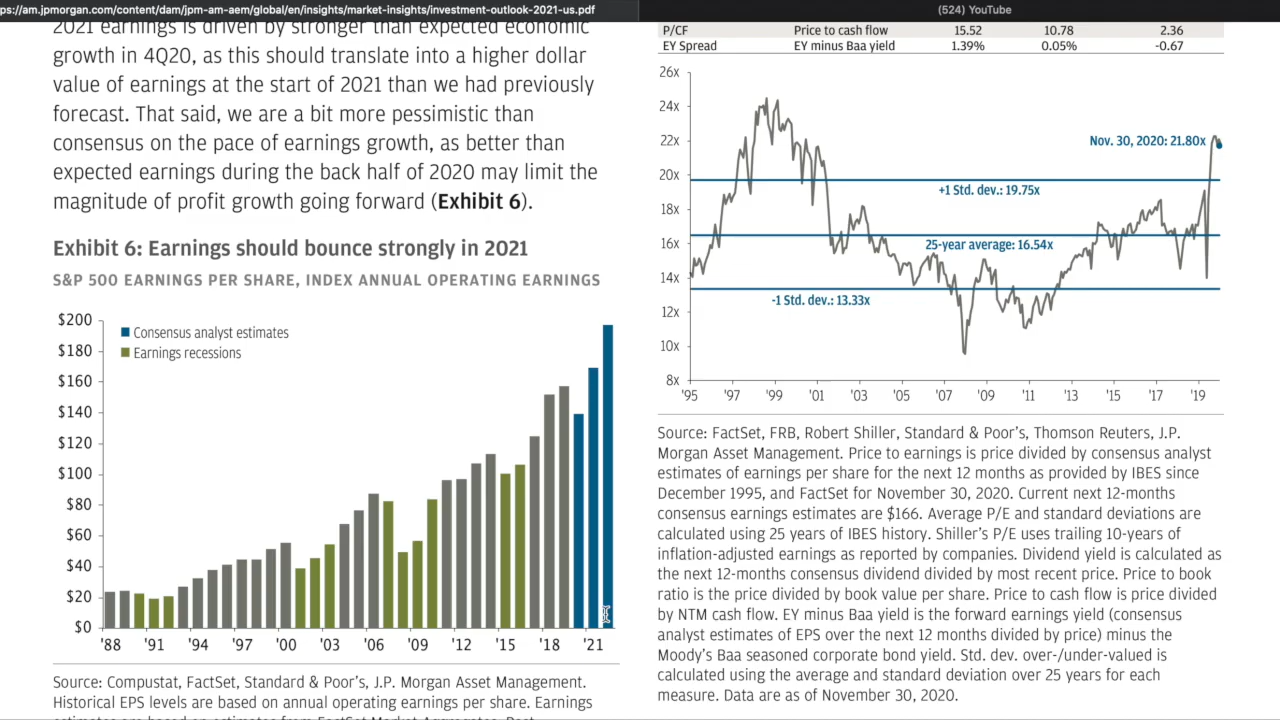 ps://am.jpmorgan.com/content/dam/jpm-am-aem/global/en/insights/market-insights/investment-outlook-2021-us.pdf
(524) YouTube
2021 earnings is driven by stronger than expected economic
growth in 4Q20, as this should translate into a higher dollar
value of earnings at the start of 2021 than we had previously
forecast. That said, we are a bit more pessimistic than
consensus on the pace of earnings growth, as better than
expected earnings during the back half of 2020 may limit the
magnitude of profit growth going forward (Exhibit 6).
Exhibit 6: Earnings should bounce strongly in 2021
S&P 500 EARNINGS PER SHARE, INDEX ANNUAL OPERATING EARNINGS
$200
$180
$160
$140
$120
$100
$80
$60
$40
$20
$0
Consensus analyst estimates
Earnings recessions
'88 '91 '94 '97 '00 '03 '06 '09 '12 '15 '18 '21
Source: Compustat, FactSet, Standard & Poor's, J.P. Morgan Asset Management.
Historical EPS levels are based on annual operating earnings per share. Earnings
estimates are based on estimates from FactSet Market Aggregates. Past
P/CF Price to cash flow 15.52 10.78 2.36
EY Spread EY minus Baa yield 1.39% 0.05% -0.67
26x
24x
22x
20x
18x
16x
14x
12x
10x
8x
Nov. 30, 2020: 21.80x
+1 Std. dev.: 19.75x
25-year average: 16.54x
-1 Std. dev.: 13.33x
'95 '97 '99 '01 '03 '05 '07 '09 '11 '13 '15 '17 '19
Source: FactSet, FRB, Robert Shiller, Standard & Poor's, Thomson Reuters, J.P.
Morgan Asset Management. Price to earnings is price divided by consensus analyst
estimates of earnings per share for the next 12 months as provided by IBES since
December 1995, and FactSet for November 30, 2020. Current next 12-months
consensus earnings estimates are $166. Average P/E and standard deviations are
calculated using 25 years of IBES history. Shiller's P/E uses trailing 10-years of
inflation-adjusted earnings as reported by companies. Dividend yield is calculated as
the next 12-months consensus dividend divided by most recent price. Price to book
ratio is the price divided by book value per share. Price to cash flow is price divided
by NTM cash flow. EY minus Baa yield is the forward earnings yield (consensus
analyst estimates of EPS over the next 12 months divided by price) minus the
Moody's Baa seasoned corporate bond yield. Std. dev. over-/under-valued is
calculated using the average and standard deviation over 25 years for each
measure. Data are as of November 30, 2020.